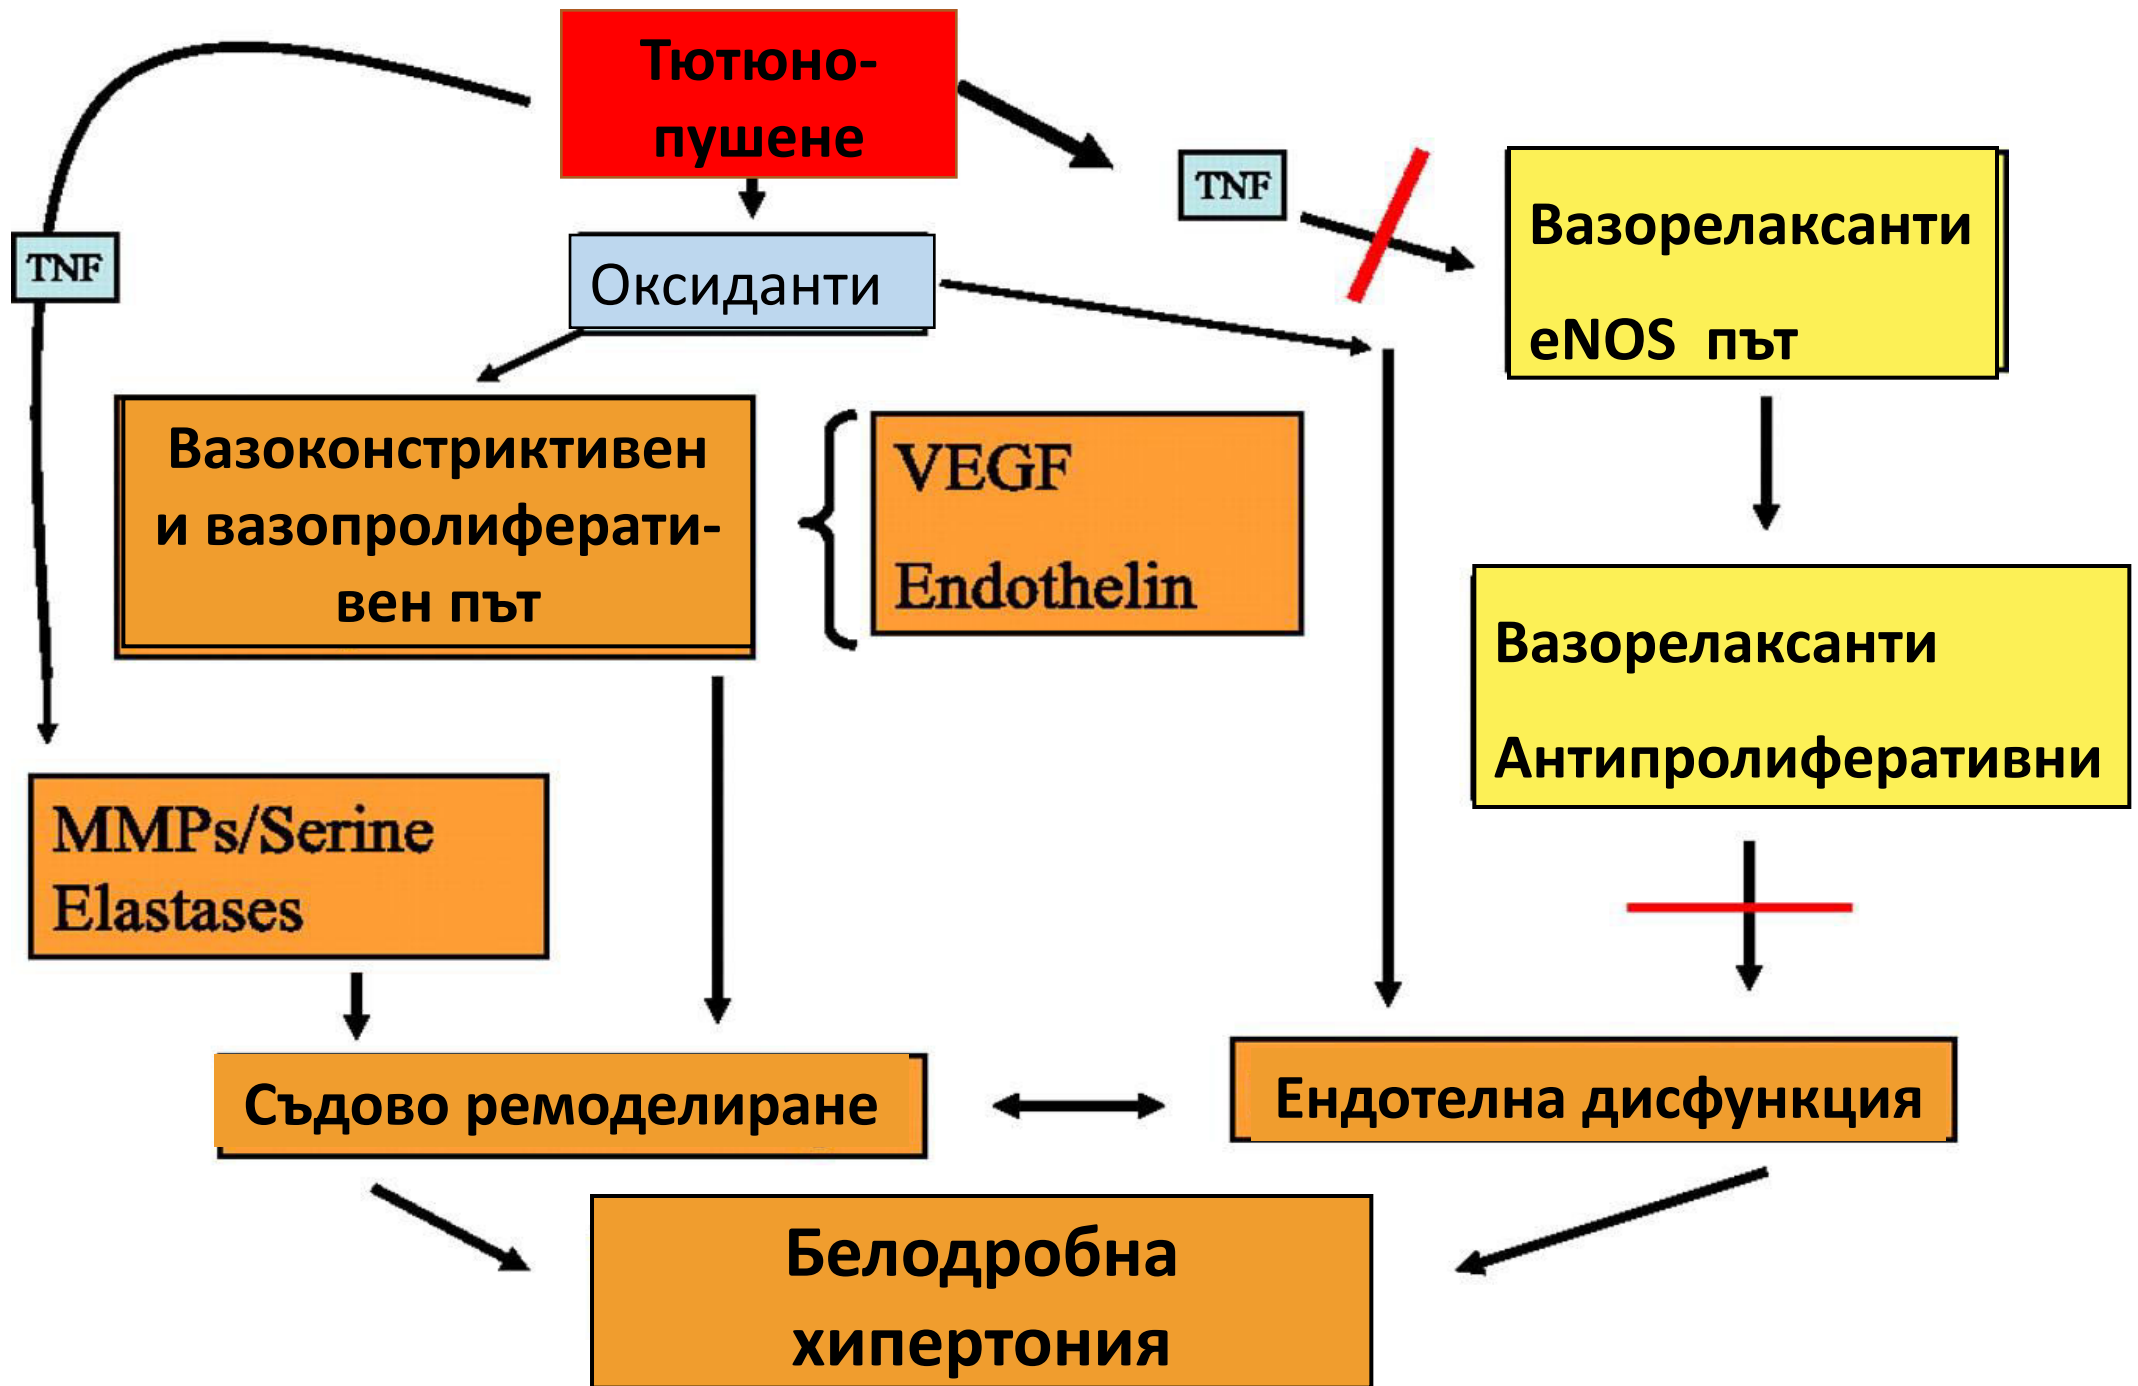 Тютюно-
пушене
TNF
TNF
Оксиданти
Вазорелаксанти
eNOS път
Вазоконстриктивен
и вазопролиферати-
вен път
VEGF
Endothelin
Вазорелаксанти
Антипролиферативни
MMPs/Serine
Elastases
Съдово ремоделиране
Ендотелна дисфункция
Белодробна
хипертония